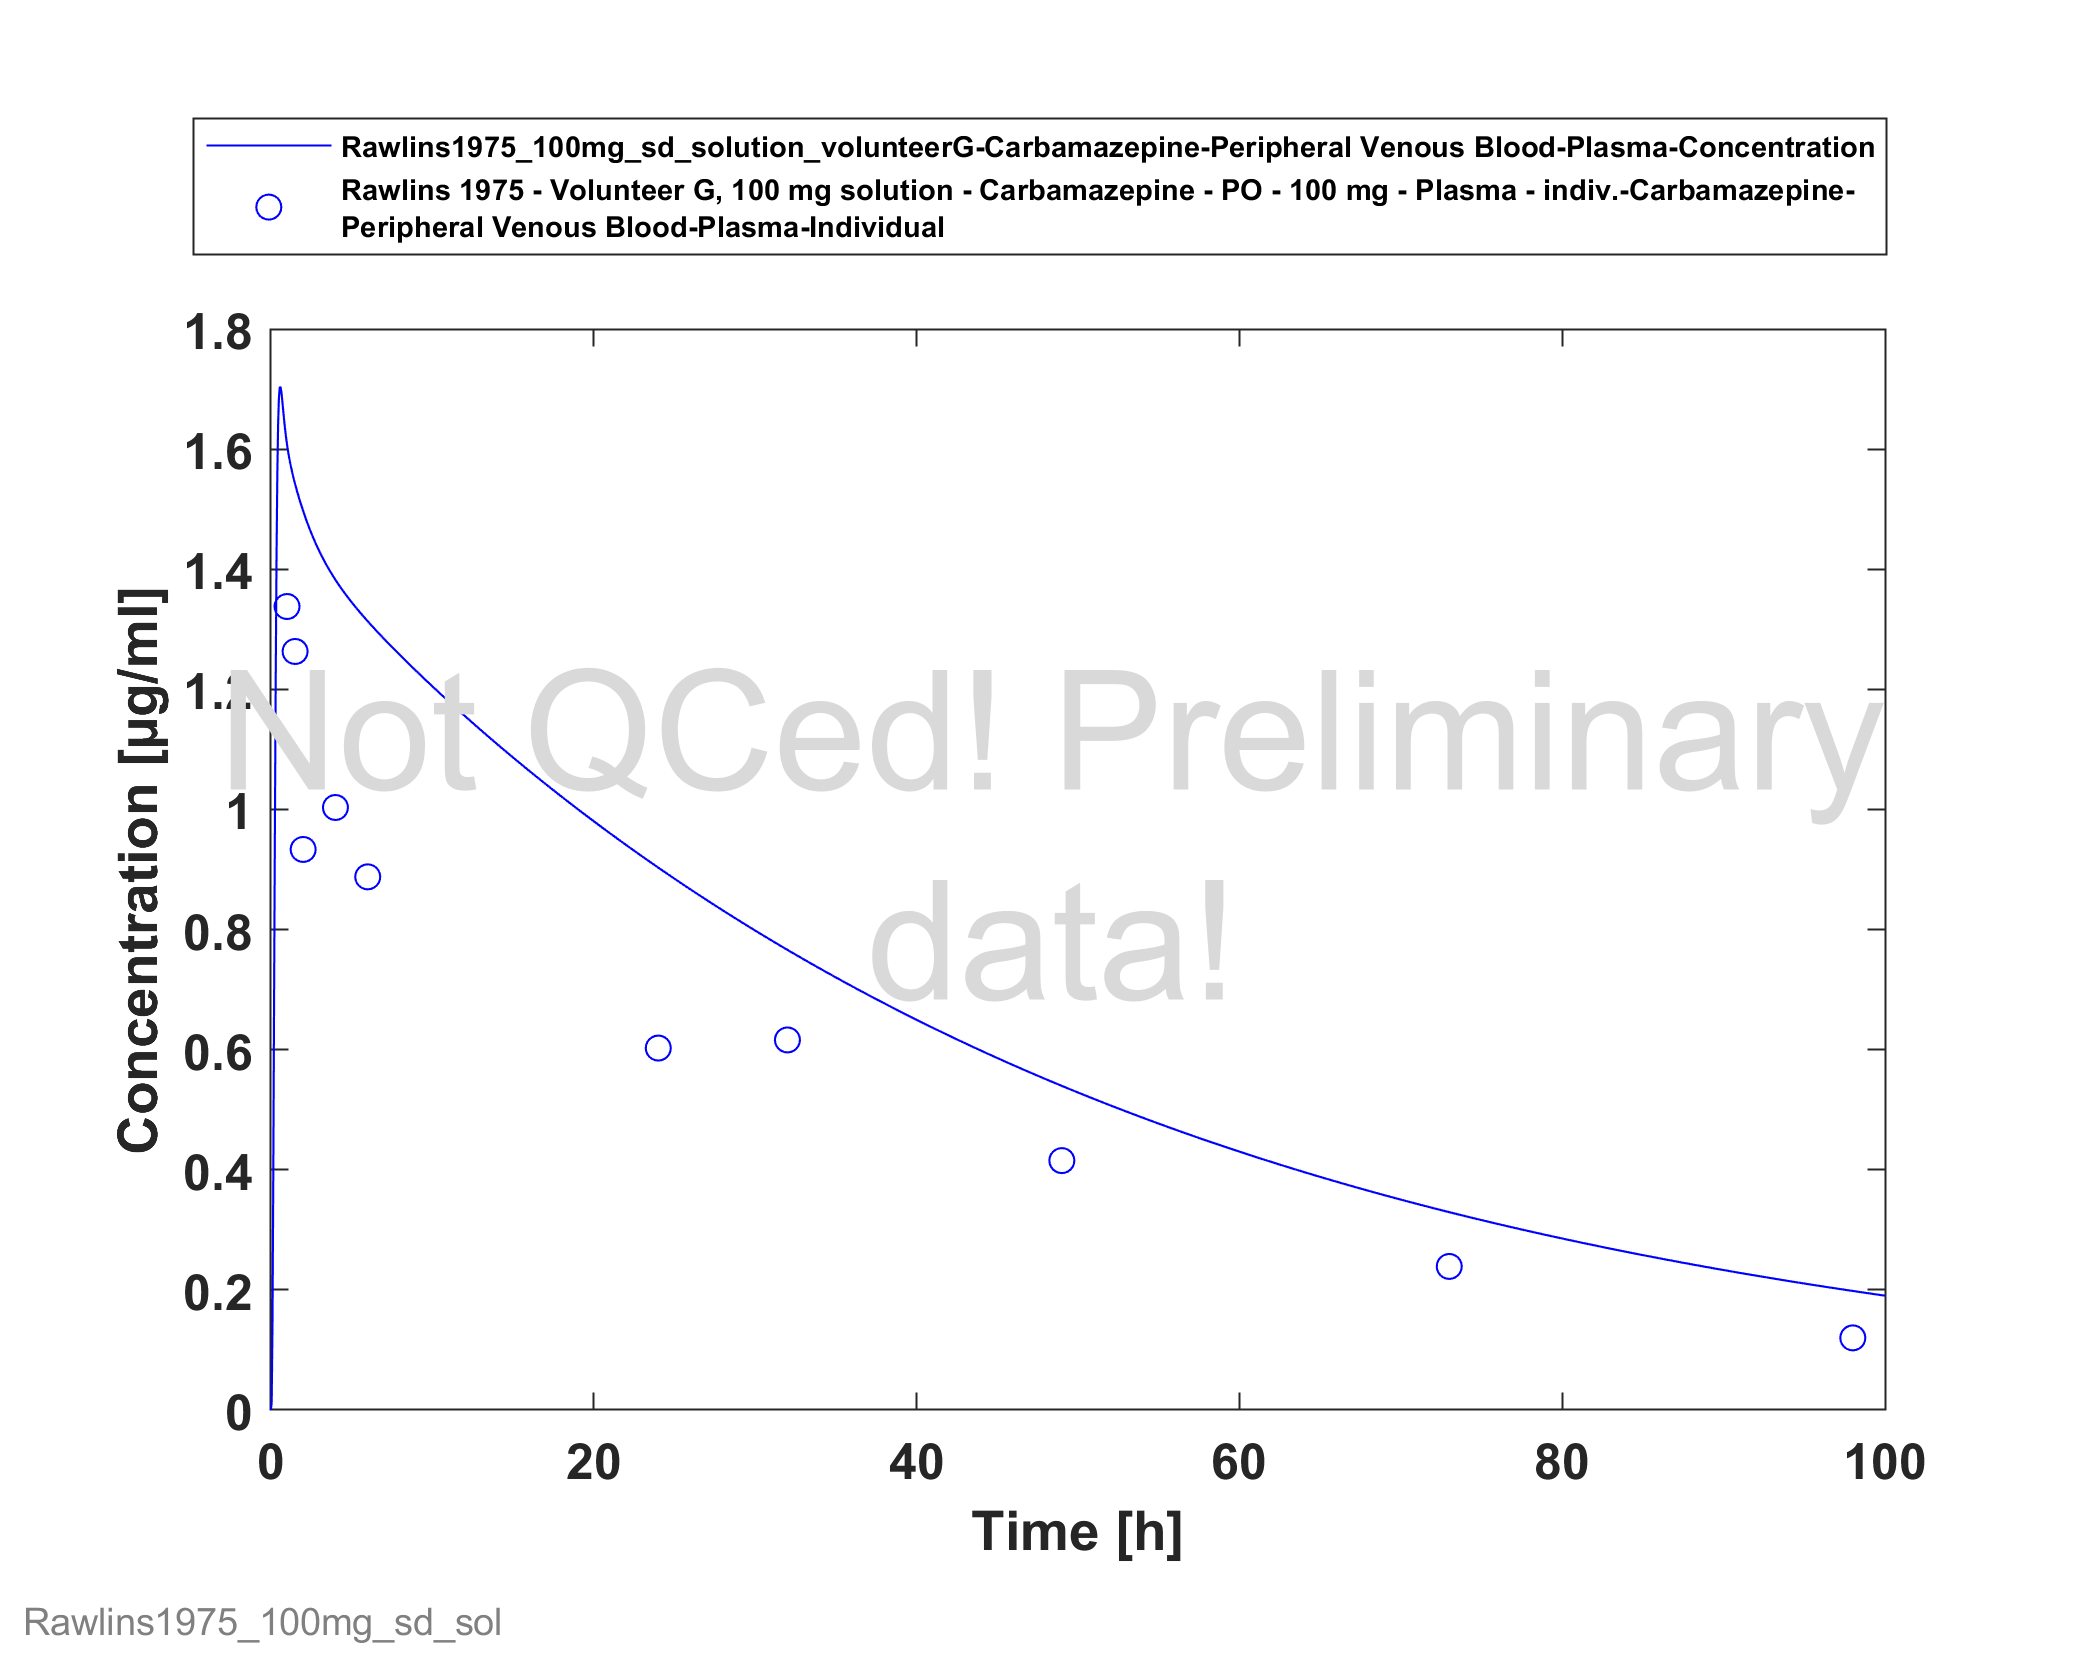 Rawlins1975_100mg_sd_solution_volunteerG-Carbamazepine-Peripheral Venous Blood-Plasma-Concentration
Rawlins 1975 - Volunteer G, 100 mg solution - Carbamazepine - PO - 100 mg - Plasma - indiv.-Carbamazepine-
Peripheral Venous Blood-Plasma-Individual
1.8
1.6
1.4
1.2
1
0.8
0.6
0.4
0.2
0
Concentration [µg/ml]
Not QCed! Preliminary
data!
0 20 40 60 80 100
Time [h]
Rawlins1975_100mg_sd_sol